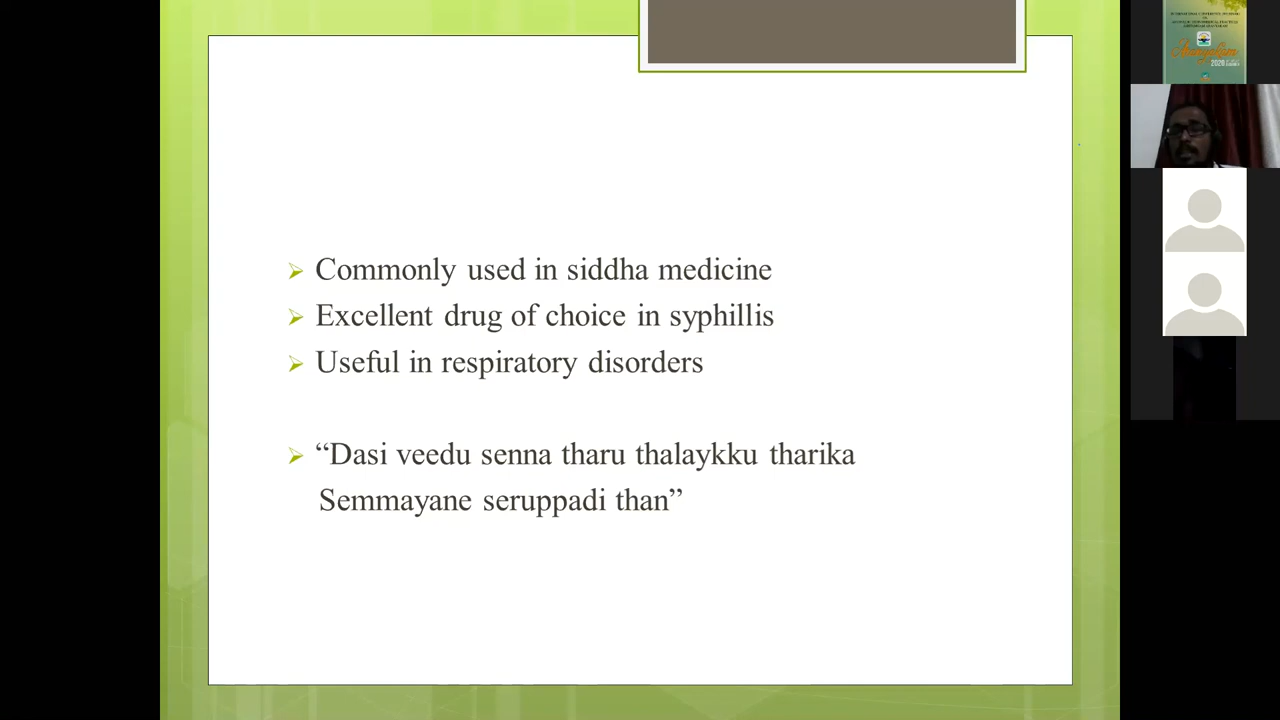 Commonly used in siddha medicine
Excellent drug of choice in syphillis
Useful in respiratory disorders
“Dasi veedu senna tharu thalaykku tharika
Semmayane seruppadi than”
2020